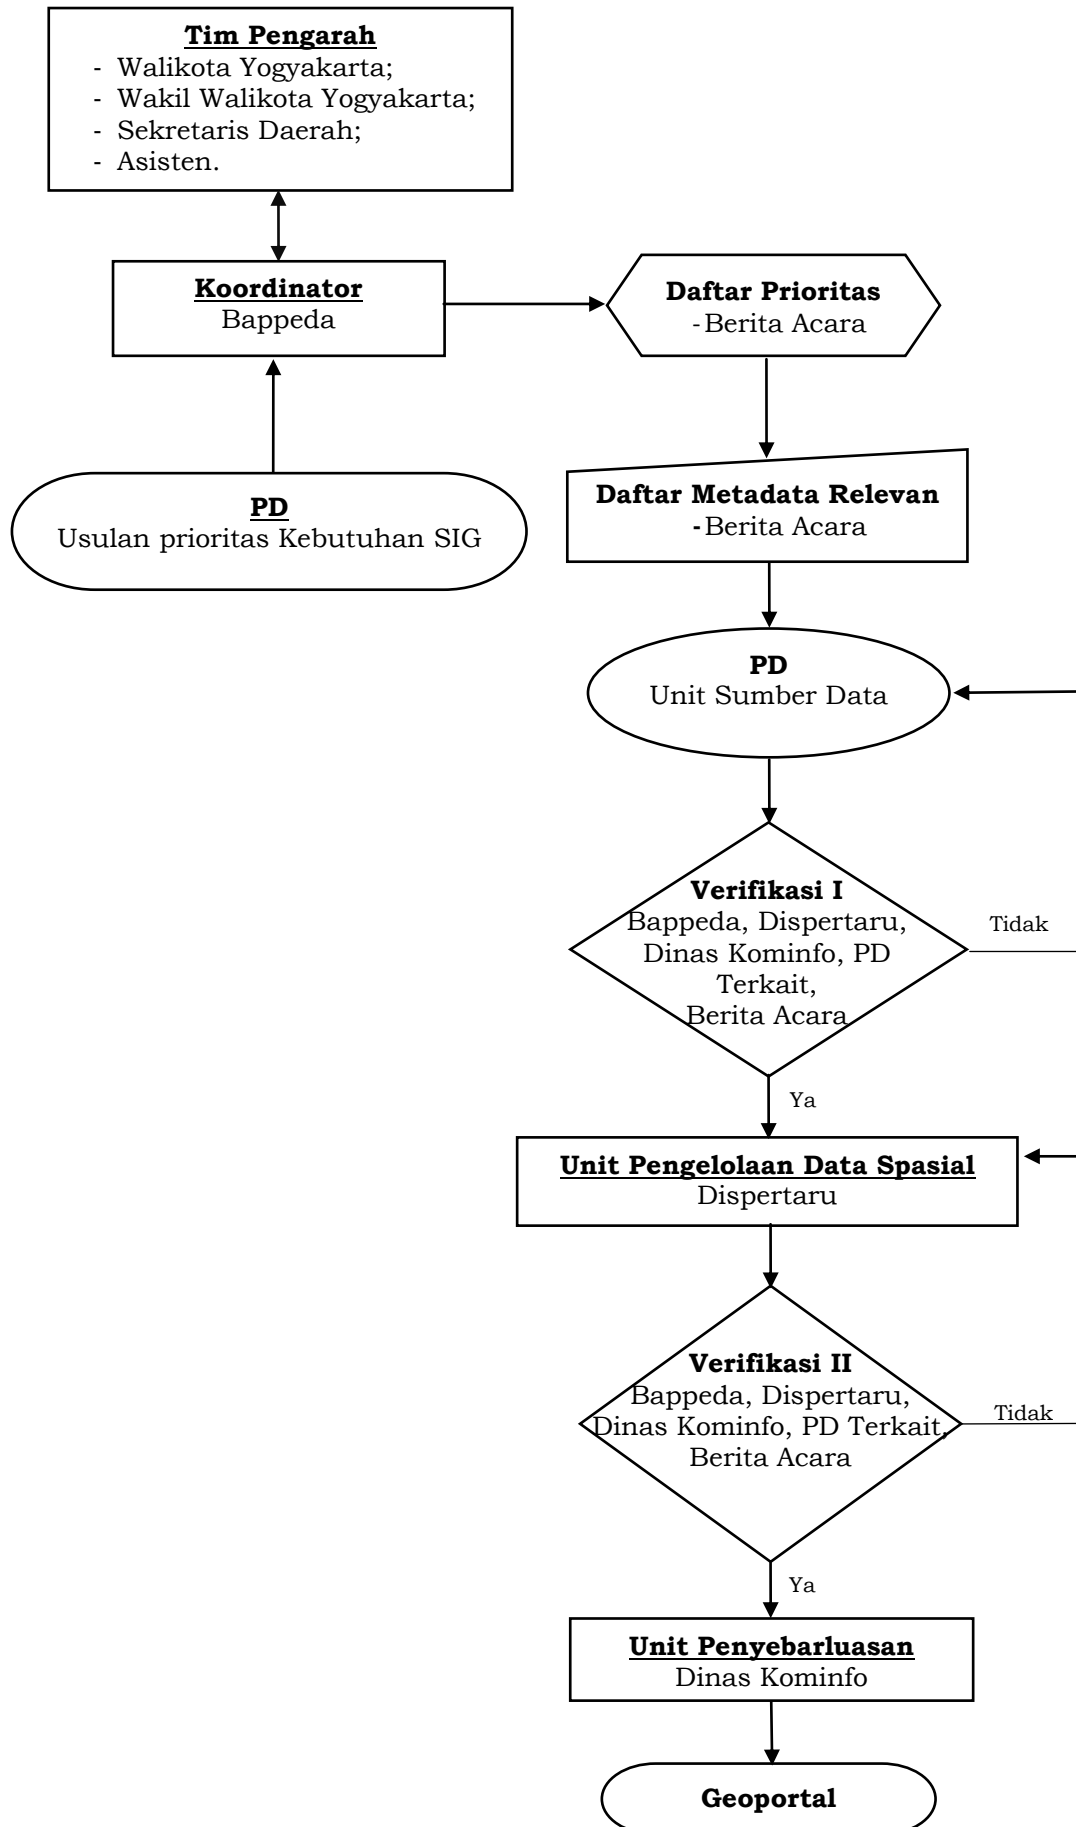 Tim Pengarah
- Walikota Yogyakarta;
- Wakil Walikota Yogyakarta;
- Sekretaris Daerah;
- Asisten.
Koordinator
Bappeda
Daftar Prioritas
-Berita Acara
PD
Usulan prioritas Kebutuhan SIG
Daftar Metadata Relevan
-Berita Acara
PD
Unit Sumber Data
Verifikasi I
Bappeda, Dispertaru,
Dinas Kominfo, PD
Terkait,
Berita Acara
Tidak
Ya
Unit Pengelolaan Data Spasial
Dispertaru
Verifikasi II
Bappeda, Dispertaru,
Dinas Kominfo, PD Terkait,
Berita Acara
Tidak
Ya
Unit Penyebarluasan
Dinas Kominfo
Geoportal